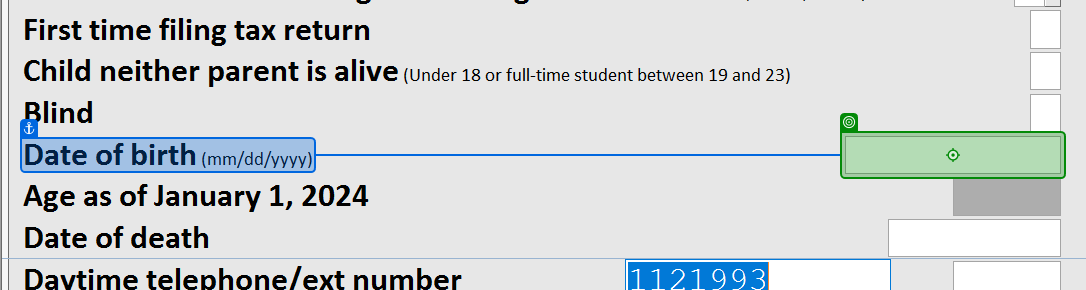 First time filing tax return
Child neither parent is alive (Under 18 or full-time student between 19 and 23)
Blind
Date of birth (mm/dd/yyyy)
Age as of January 1, 2024
Date of death
Daytime telephone/ext number 1121993